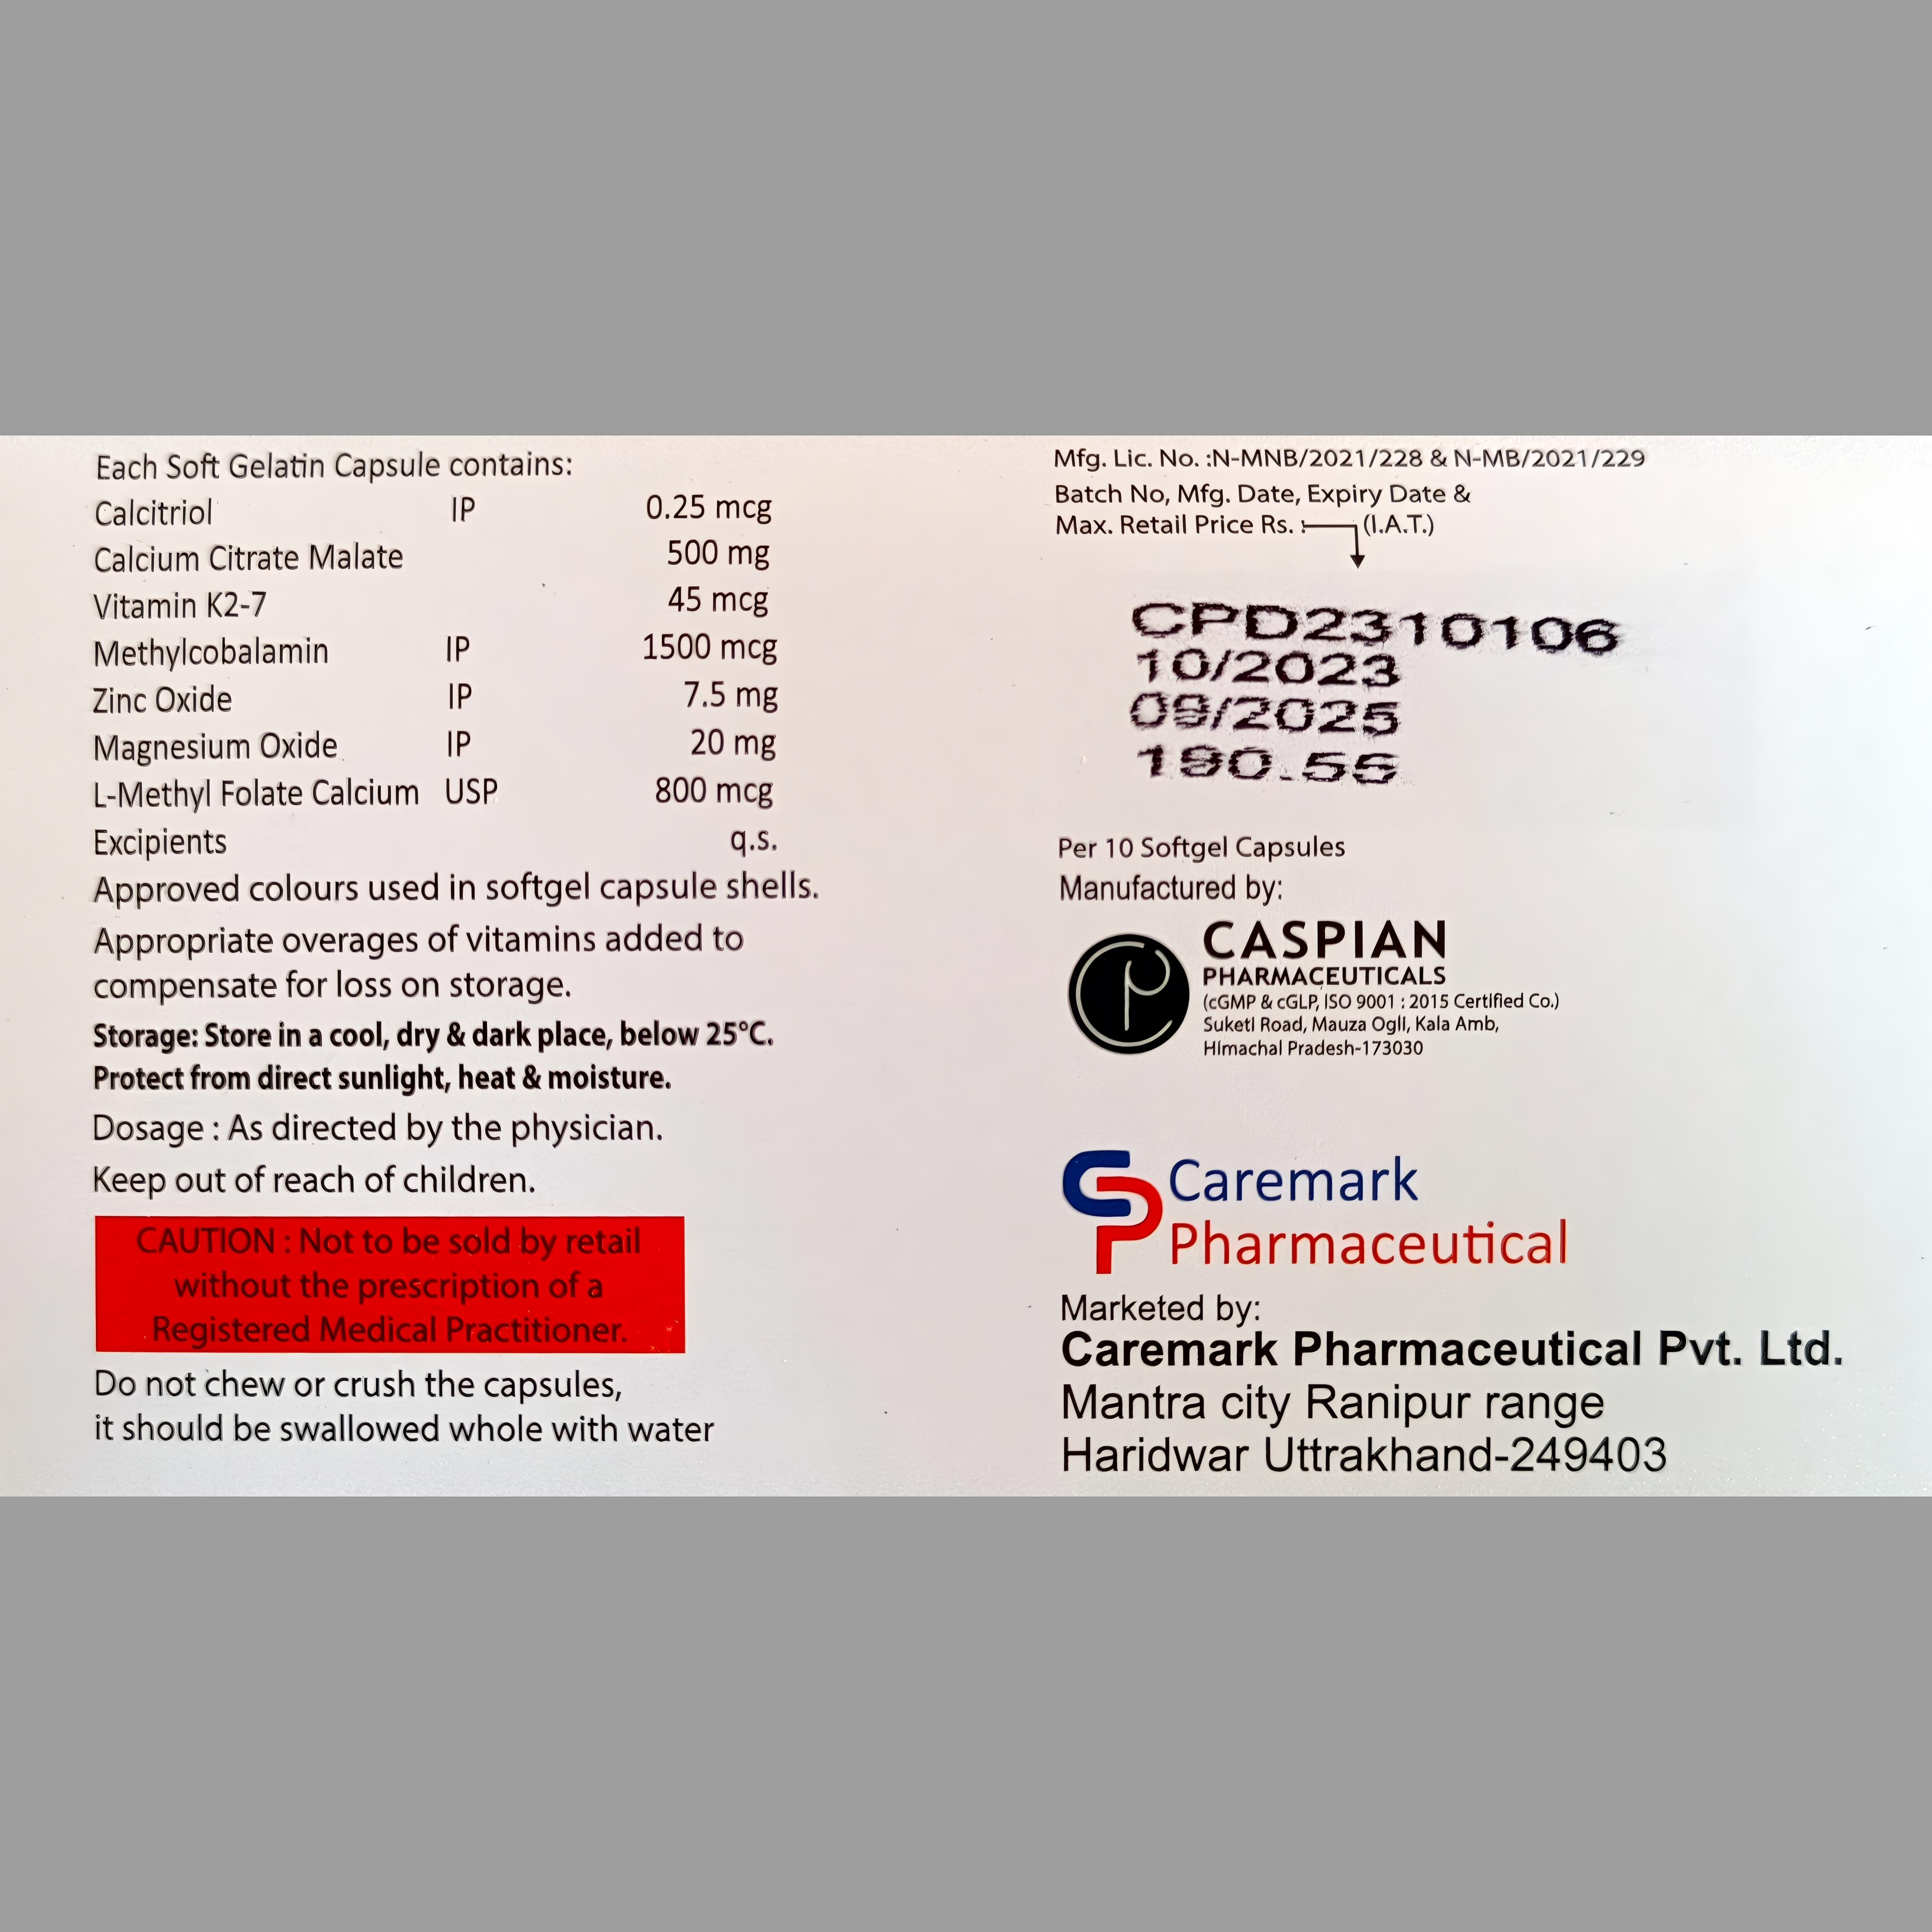 Each Soft Gelatin Capsule contains:
Calcitriol IP 0.25 mcg
Calcium Citrate Malate 500 mg
Vitamin K2-7 45 mcg
Methylcobalamin IP 1500 mcg
Zinc Oxide IP 7.5 mg
Magnesium Oxide IP 20 mg
L-Methyl Folate Calcium USP 800 mcg
Excipients q.s.
Approved colours used in softgel capsule shells.
Appropriate overages of vitamins added to
compensate for loss on storage.
Storage: Store in a cool, dry & dark place, below 25°C.
Protect from direct sunlight, heat & moisture.
Dosage : As directed by the physician.
Keep out of reach of children.
CAUTION : Not to be sold by retail
without the prescription of a
Registered Medical Practitioner.
Do not chew or crush the capsules,
it should be swallowed whole with water
Mfg. Lic. No. :N-MNB/2021/228 & N-MB/2021/229
Batch No, Mfg. Date, Expiry Date &
Max. Retail Price Rs. : (I.A.T.)
CPD2310106
10/2023
09/2025
190.55
Per 10 Softgel Capsules
Manufactured by:
CASPIAN
PHARMACEUTICALS
(cGMP & cGLP, ISO 9001 : 2015 Certified Co.)
Suketi Road, Mauza Ogli, Kala Amb,
Himachal Pradesh-173030
Caremark
Pharmaceutical
Marketed by:
Caremark Pharmaceutical Pvt. Ltd.
Mantra city Ranipur range
Haridwar Uttrakhand-249403